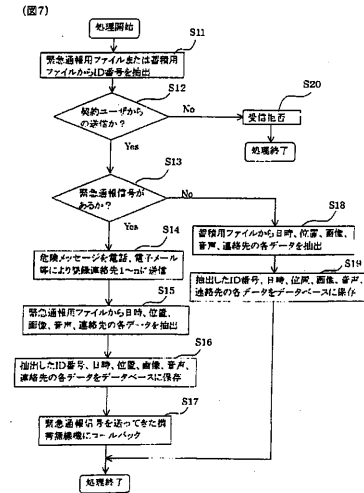 (図7)
処理開始
S11
緊急通報用ファイルまたは蓄積用
ファイルからID番号を抽出
S12
契約ユーザから
の送信か?
No
S20
受信拒否
処理終了
Yes
S13
緊急通報信号が
あるか?
No
Yes
S14
危険メッセージを電話、電子メール
等により登録連絡先1~nに送信
S18
蓄積用ファイルから日時、位置、画像、
音声、連絡先の各データを抽出
S15
緊急通報用ファイルから日時、位置、
画像、音声、連絡先の各データを抽出
S19
抽出したID番号、日時、位置、画像、音声、
連絡先の各データをデータベースに保存
S16
抽出したID番号、日時、位置、画像、音声、
連絡先の各データをデータベースに保存
S17
緊急通報信号を送ってきた携
帯無線機にコールバック
処理終了